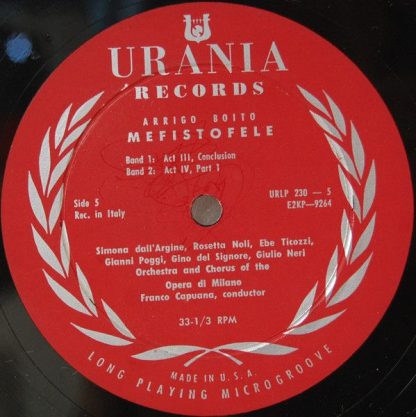 URANIA
RECORDS
ARRIGO BOITO
MEFISTOFELE
Band 1: Act III, Conclusion
Band 2: Act IV, Part 1
Side 5
Rec. in Italy
URLP 230 — 5
E2KP—9264
Simona dall'Argine, Rosetta Noli, Ebe Ticozzi,
Gianni Poggi, Gino del Signore, Giulio Neri
Orchestra and Chorus of the
Opera di Milano
Franco Capuana, conductor
33-1/3 RPM
MADE IN U.S.A.
LONG PLAYING MICROGROOVE